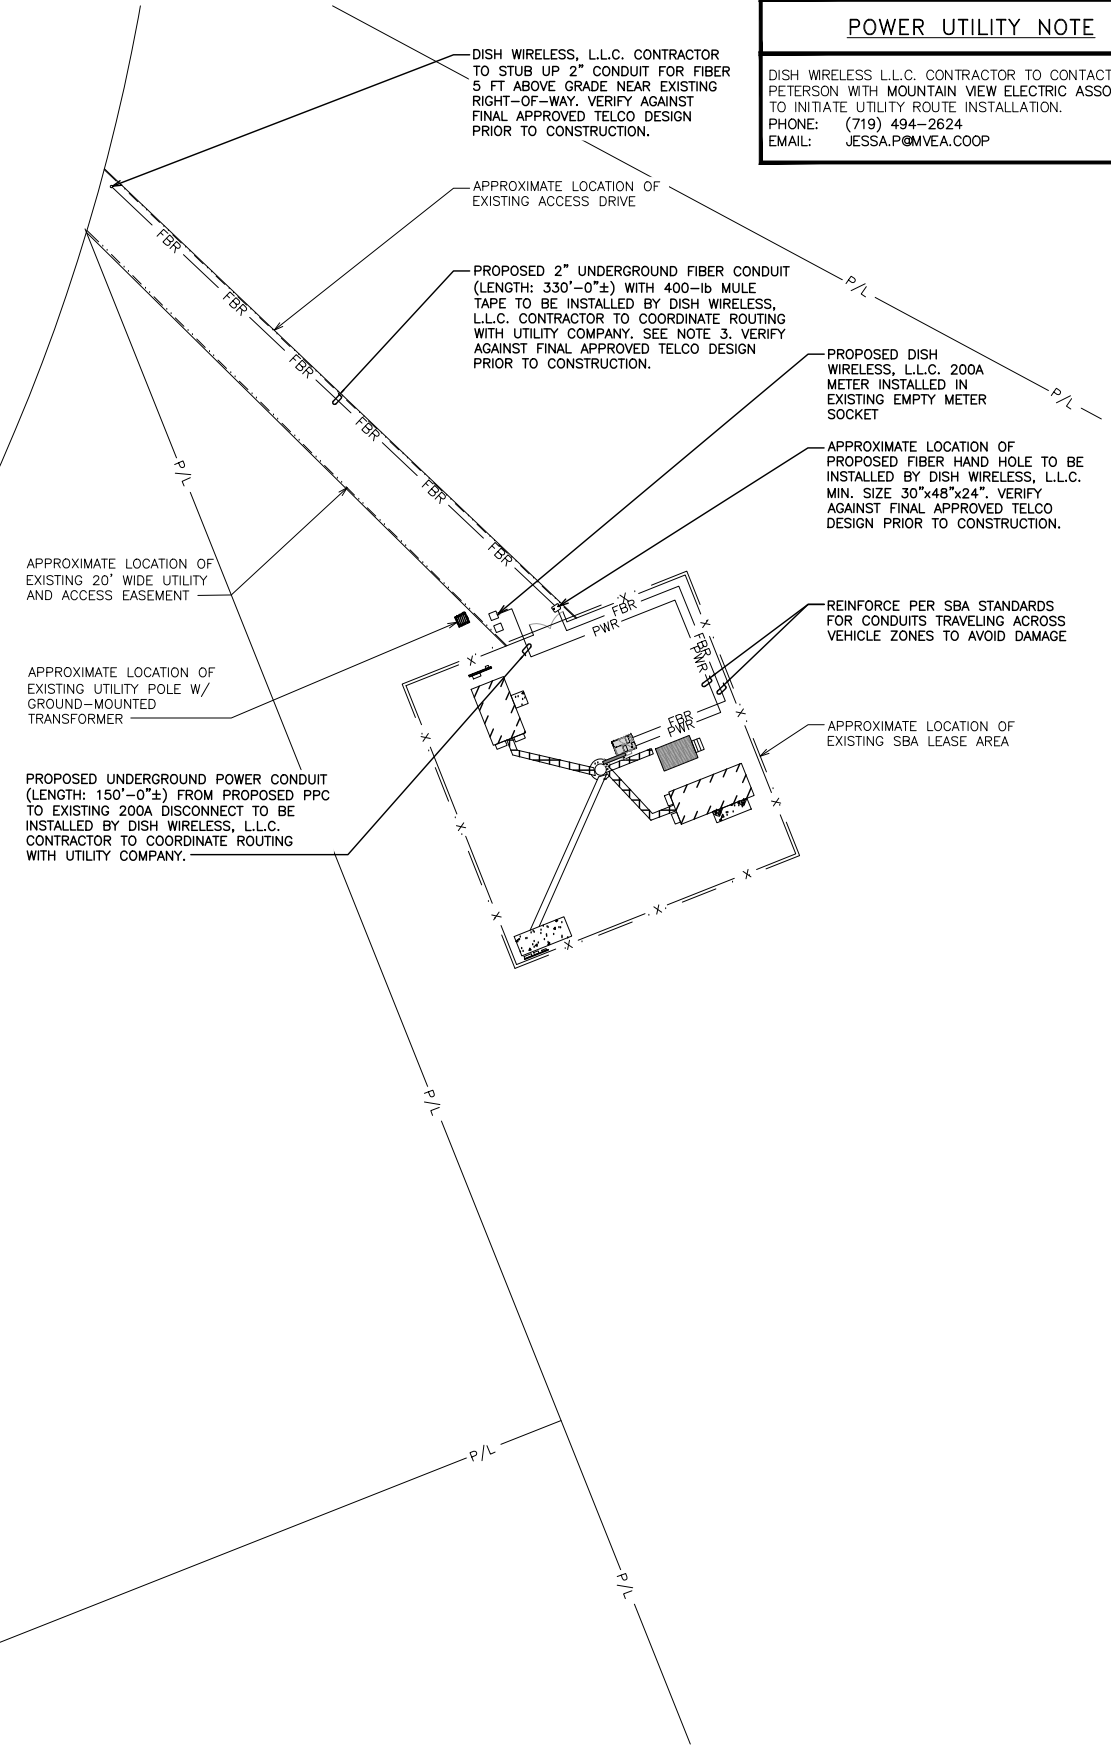 POWER UTILITY NOTE
DISH WIRELESS L.L.C. CONTRACTOR TO CONTACT
PETERSON WITH MOUNTAIN VIEW ELECTRIC ASSO
TO INITIATE UTILITY ROUTE INSTALLATION.
PHONE: (719) 494-2624
EMAIL: JESSA.P@MVEA.COOP
DISH WIRELESS, L.L.C. CONTRACTOR
TO STUB UP 2" CONDUIT FOR FIBER
5 FT ABOVE GRADE NEAR EXISTING
RIGHT-OF-WAY. VERIFY AGAINST
FINAL APPROVED TELCO DESIGN
PRIOR TO CONSTRUCTION.
APPROXIMATE LOCATION OF
EXISTING ACCESS DRIVE
PROPOSED 2" UNDERGROUND FIBER CONDUIT
(LENGTH: 330'-0"±) WITH 400-lb MULE
TAPE TO BE INSTALLED BY DISH WIRELESS,
L.L.C. CONTRACTOR TO COORDINATE ROUTING
WITH UTILITY COMPANY. SEE NOTE 3. VERIFY
AGAINST FINAL APPROVED TELCO DESIGN
PRIOR TO CONSTRUCTION.
P/L
P/L
PROPOSED DISH
WIRELESS, L.L.C. 200A
METER INSTALLED IN
EXISTING EMPTY METER
SOCKET
APPROXIMATE LOCATION OF
PROPOSED FIBER HAND HOLE TO BE
INSTALLED BY DISH WIRELESS, L.L.C.
MIN. SIZE 30"x48"x24". VERIFY
AGAINST FINAL APPROVED TELCO
DESIGN PRIOR TO CONSTRUCTION.
FBR
FBR
FBR
FBR
FBR
FBR
P/L
APPROXIMATE LOCATION OF
EXISTING 20' WIDE UTILITY
AND ACCESS EASEMENT
REINFORCE PER SBA STANDARDS
FOR CONDUITS TRAVELING ACROSS
VEHICLE ZONES TO AVOID DAMAGE
X
FBR
PWR
X
FBR
PWR
X
APPROXIMATE LOCATION OF
EXISTING UTILITY POLE W/
GROUND-MOUNTED
TRANSFORMER
FBR
PWR
X
X
APPROXIMATE LOCATION OF
EXISTING SBA LEASE AREA
PROPOSED UNDERGROUND POWER CONDUIT
(LENGTH: 150'-0"±) FROM PROPOSED PPC
TO EXISTING 200A DISCONNECT TO BE
INSTALLED BY DISH WIRELESS, L.L.C.
CONTRACTOR TO COORDINATE ROUTING
WITH UTILITY COMPANY.
X
X
X
X
X
X
P/L
P/L
P/L